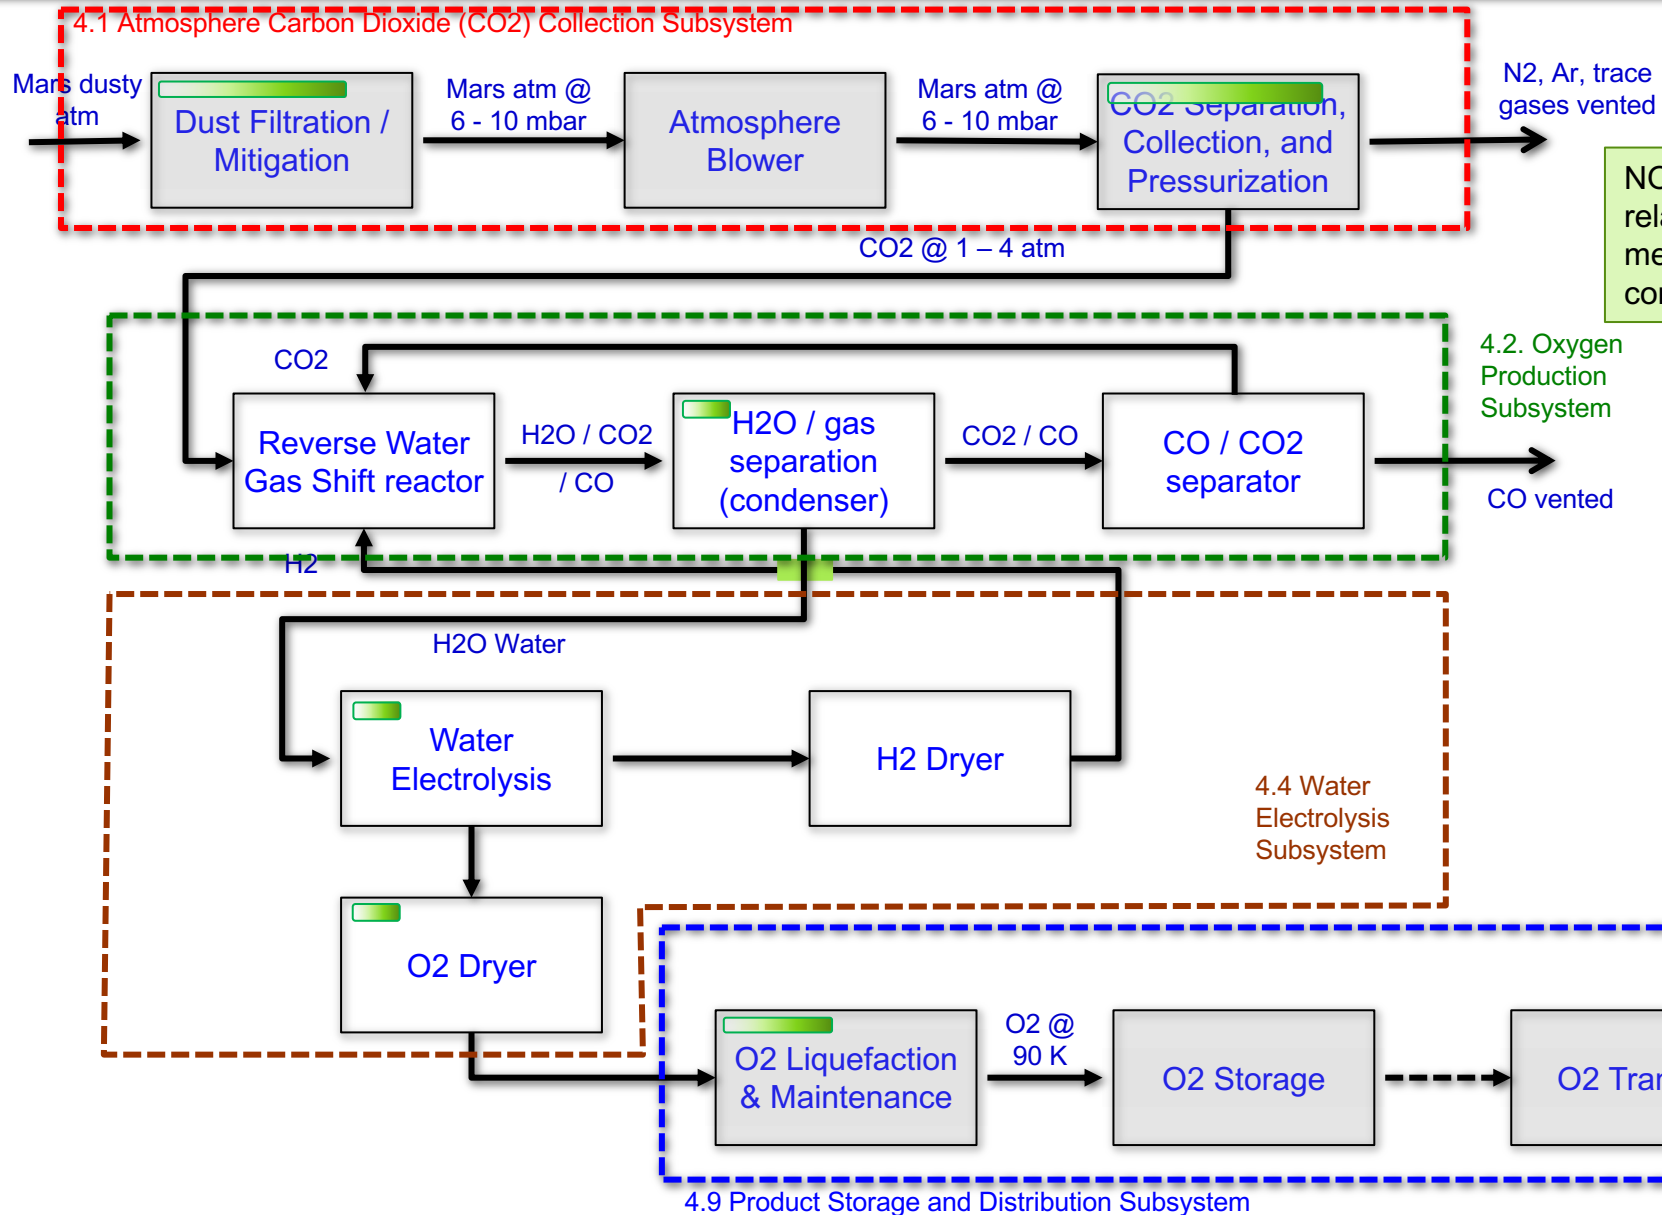 4.1 Atmosphere Carbon Dioxide (CO2) Collection Subsystem
Mars dusty
atm
Dust Filtration /
Mitigation
Mars atm @
6 - 10 mbar
Atmosphere
Blower
Mars atm @
6 - 10 mbar
CO2 Separation,
Collection, and
Pressurization
N2, Ar, trace
gases vented
CO2 @ 1 – 4 atm
4.2. Oxygen
Production
Subsystem
CO2
Reverse Water
Gas Shift reactor
H2O / CO2
/ CO
H2O / gas
separation
(condenser)
CO2 / CO
CO / CO2
separator
CO vented
H2
H2O Water
Water
Electrolysis
H2 Dryer
4.4 Water
Electrolysis
Subsystem
O2 Dryer
O2 Liquefaction
& Maintenance
O2 @
90 K
O2 Storage
O2
4.9 Product Storage and Distribution Subsystem